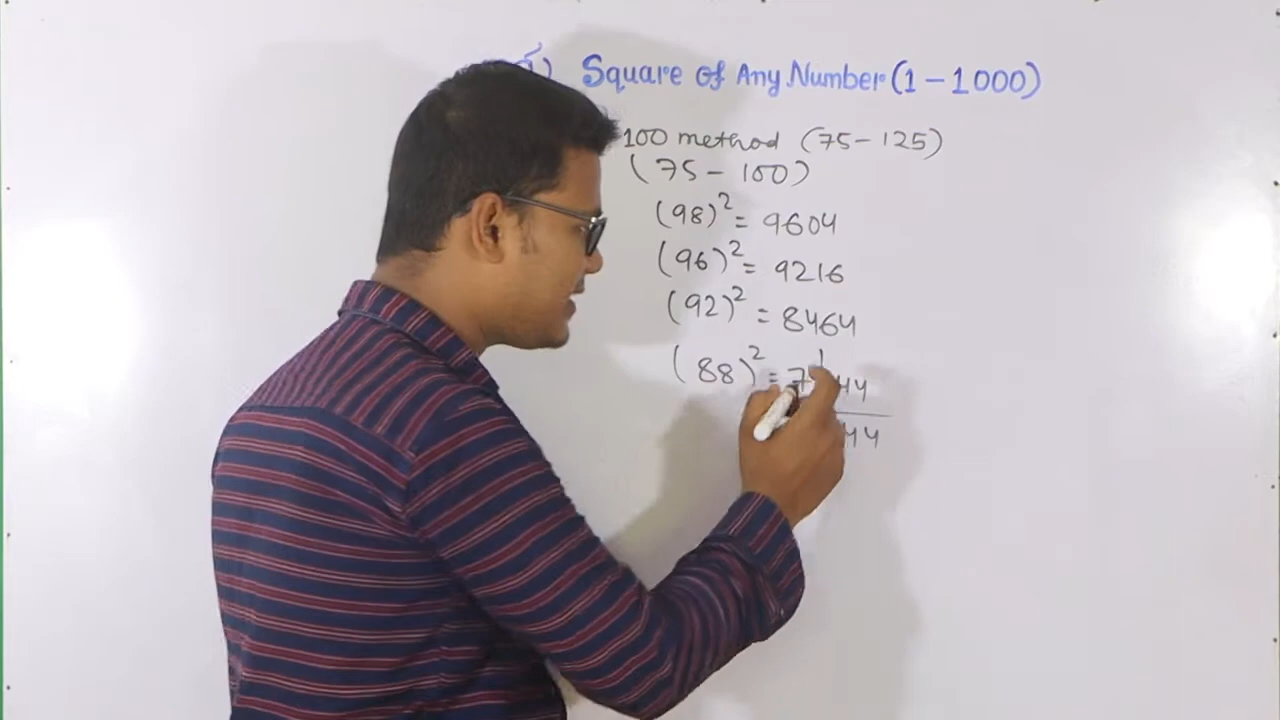 Square of Any Number (1-1000)
100 method (75-125)
(75-100)
(98)² = 9604
(96)² = 9216
(92)² = 8464
1
(88)² = 7 44
44